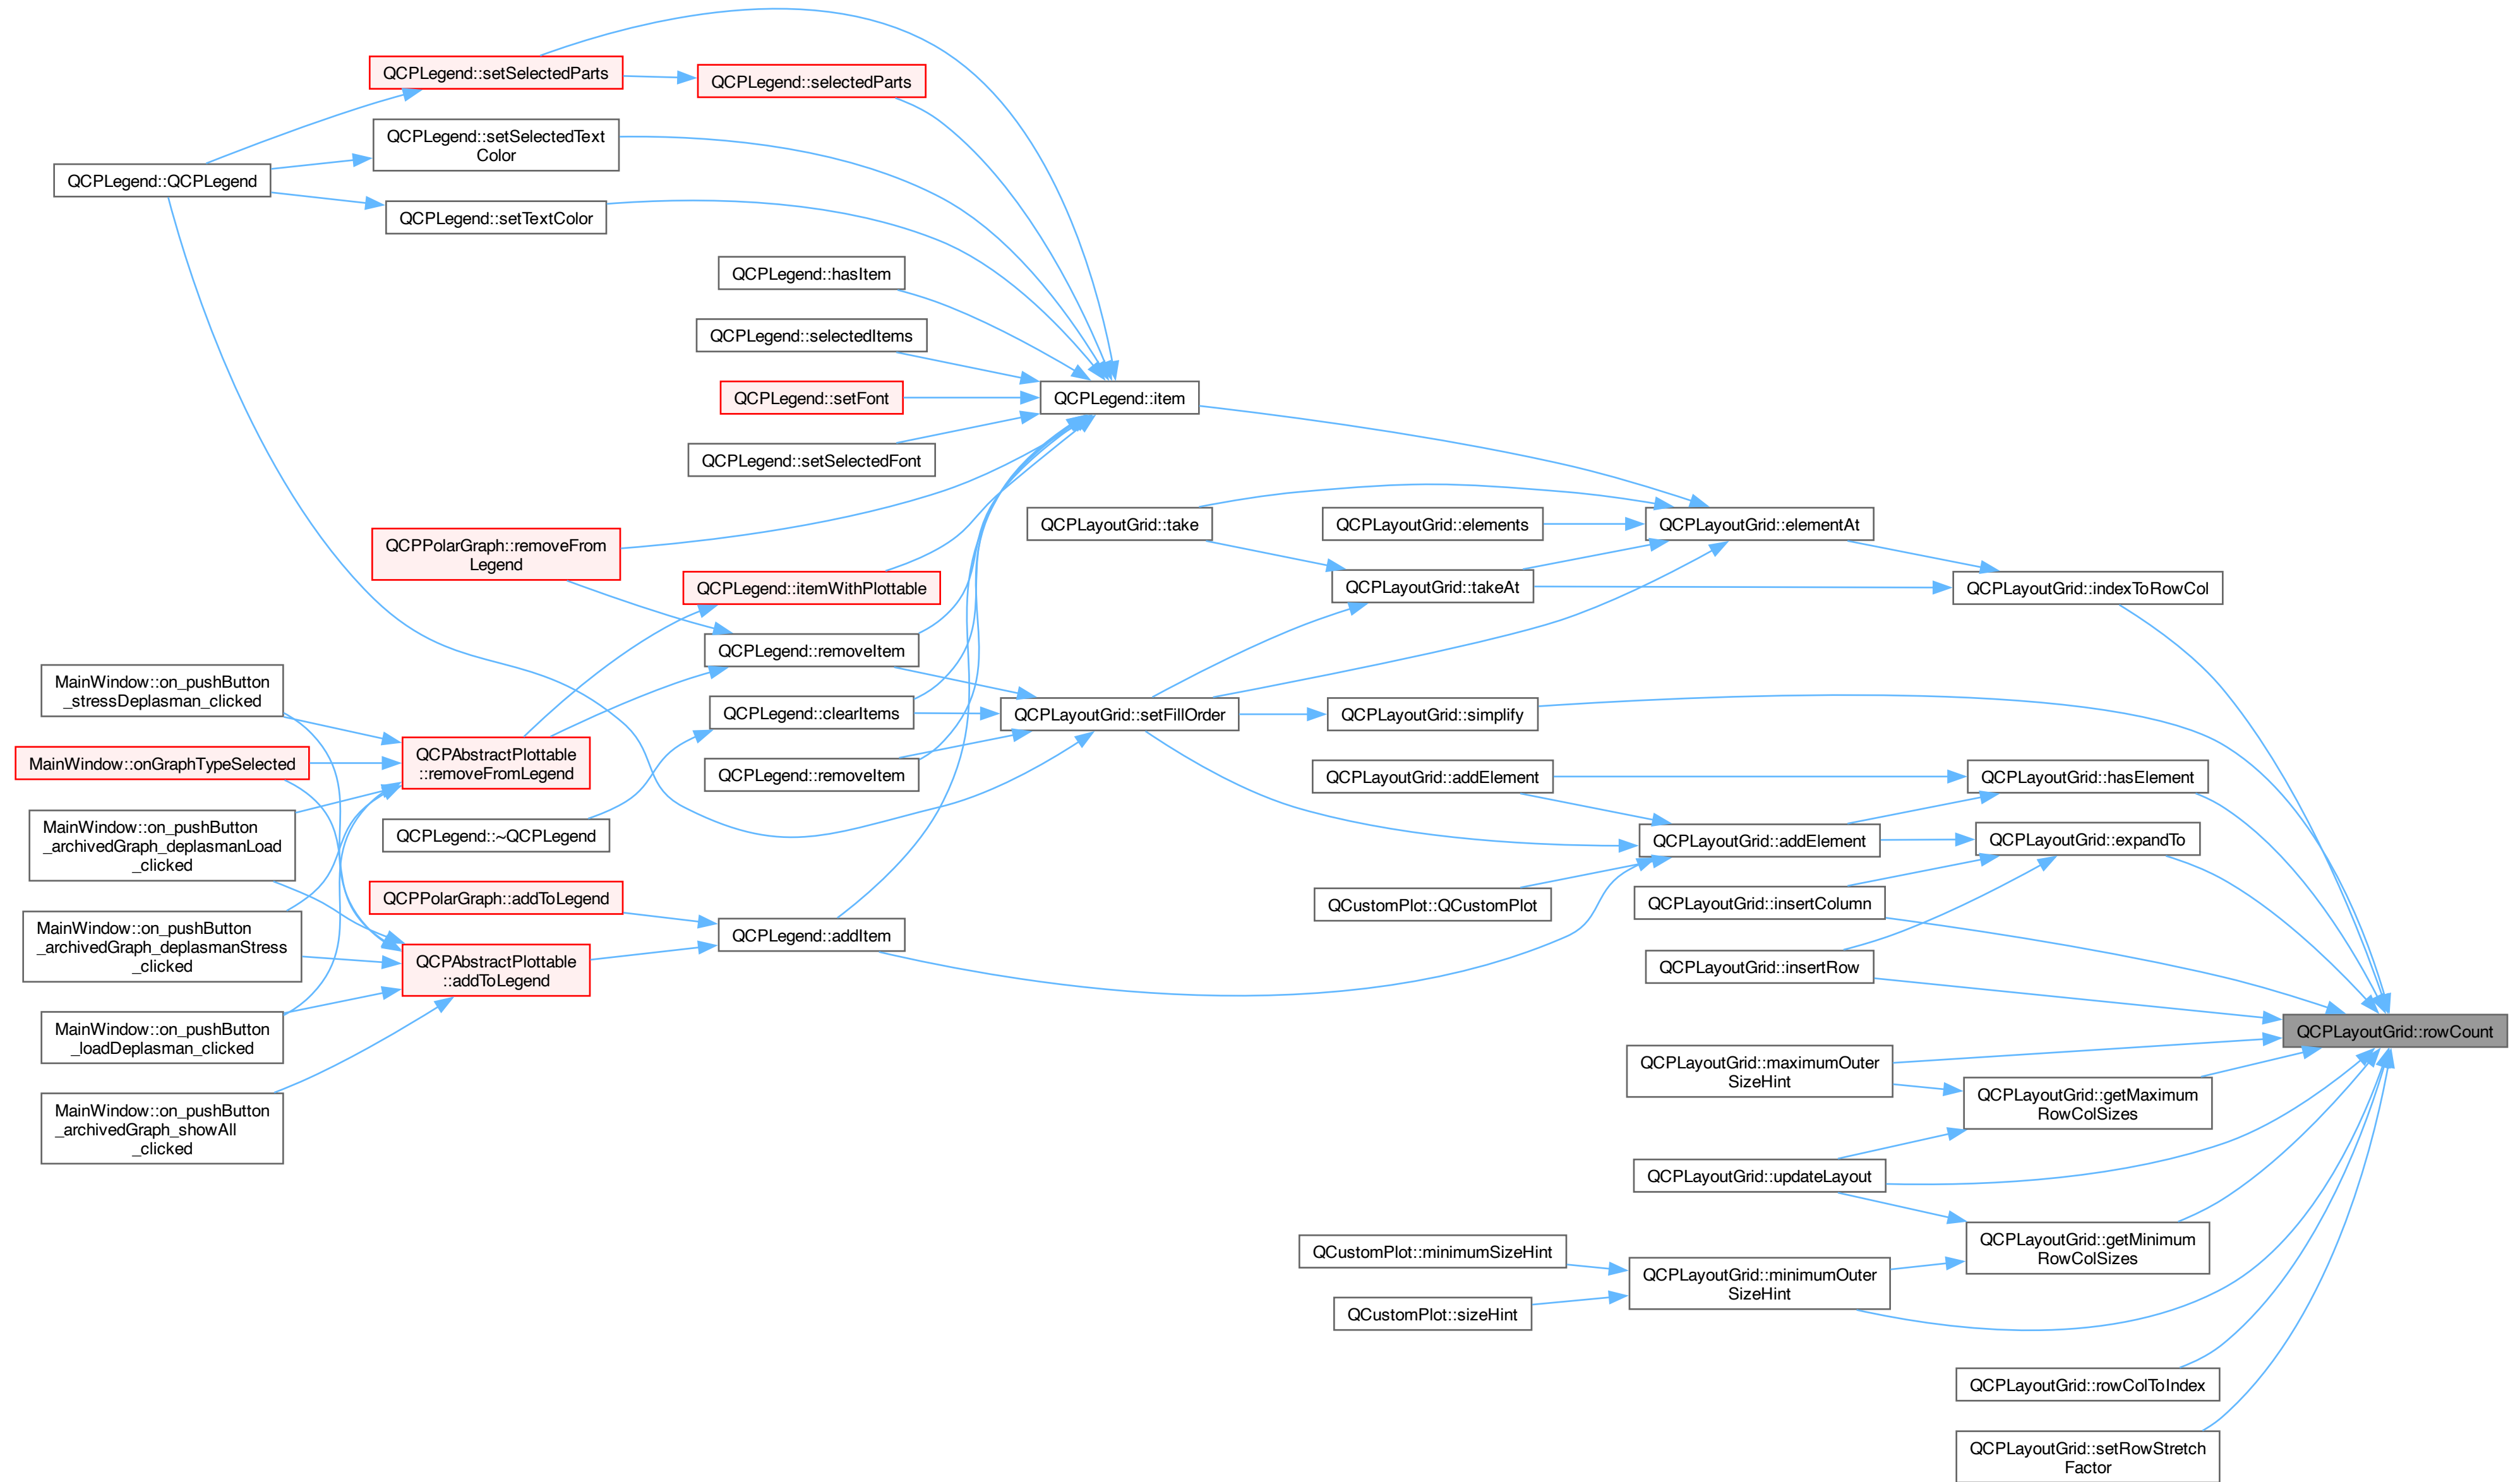 QCPLegend::setSelectedParts
QCPLegend::selectedParts
QCPLegend::setSelectedText
Color
QCPLegend::QCPLegend
QCPLegend::setTextColor
QCPLegend::hasItem
QCPLegend::selectedItems
QCPLegend::setFont
QCPLegend::item
QCPLegend::setSelectedFont
QCPLayoutGrid::take
QCPLayoutGrid::elements
QCPLayoutGrid::elementAt
QCPPolarGraph::removeFrom
Legend
QCPLegend::itemWithPlottable
QCPLayoutGrid::takeAt
QCPLayoutGrid::indexToRowCol
QCPLegend::removeItem
MainWindow::on_pushButton
_stressDeplasman_clicked
QCPLegend::clearItems
QCPLayoutGrid::setFillOrder
QCPLayoutGrid::simplify
MainWindow::onGraphTypeSelected
QCPAbstractPlottable
::removeFromLegend
QCPLegend::removeItem
QCPLayoutGrid::addElement
QCPLayoutGrid::hasElement
MainWindow::on_pushButton
_archivedGraph_deplasmanLoad
_clicked
QCPLegend::~QCPLegend
QCPLayoutGrid::addElement
QCPLayoutGrid::expandTo
QCPPolarGraph::addToLegend
QCustomPlot::QCustomPlot
QCPLayoutGrid::insertColumn
MainWindow::on_pushButton
_archivedGraph_deplasmanStress
_clicked
QCPLegend::addItem
QCPAbstractPlottable
::addToLegend
QCPLayoutGrid::insertRow
MainWindow::on_pushButton
_loadDeplasman_clicked
QCPLayoutGrid::rowCount
QCPLayoutGrid::maximumOuter
SizeHint
QCPLayoutGrid::getMaximum
RowColSizes
MainWindow::on_pushButton
_archivedGraph_showAll
_clicked
QCPLayoutGrid::updateLayout
QCPLayoutGrid::getMinimum
RowColSizes
QCustomPlot::minimumSizeHint
QCPLayoutGrid::minimumOuter
SizeHint
QCustomPlot::sizeHint
QCPLayoutGrid::rowColToIndex
QCPLayoutGrid::setRowStretch
Factor